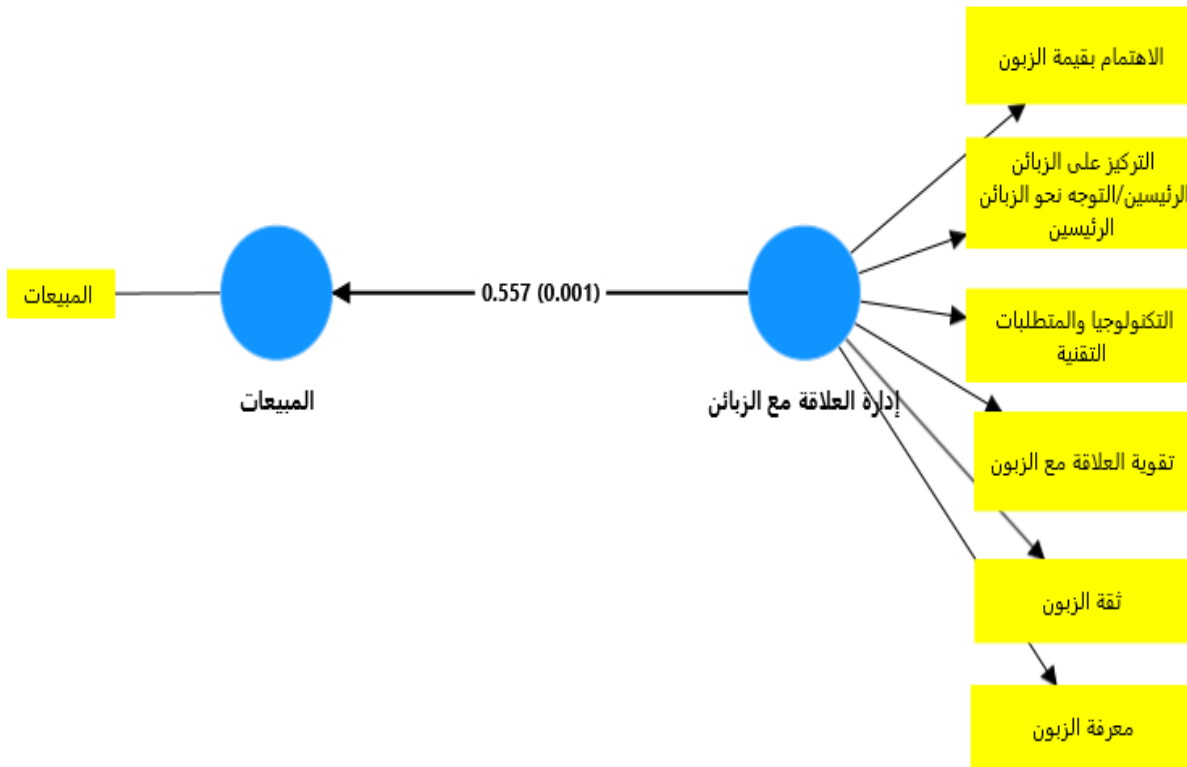 الاهتمام بقيمة الزبون
التركيز على الزبائن
الرئيسين/التوجه نحو الزبائن
الرئيسين
التكنولوجيا والمتطلبات
التقنية
تقوية العلاقة مع الزبون
ثقة الزبون
معرفة الزبون
إدارة العلاقة مع الزبائن
0.557 (0.001)
المبيعات
المبيعات